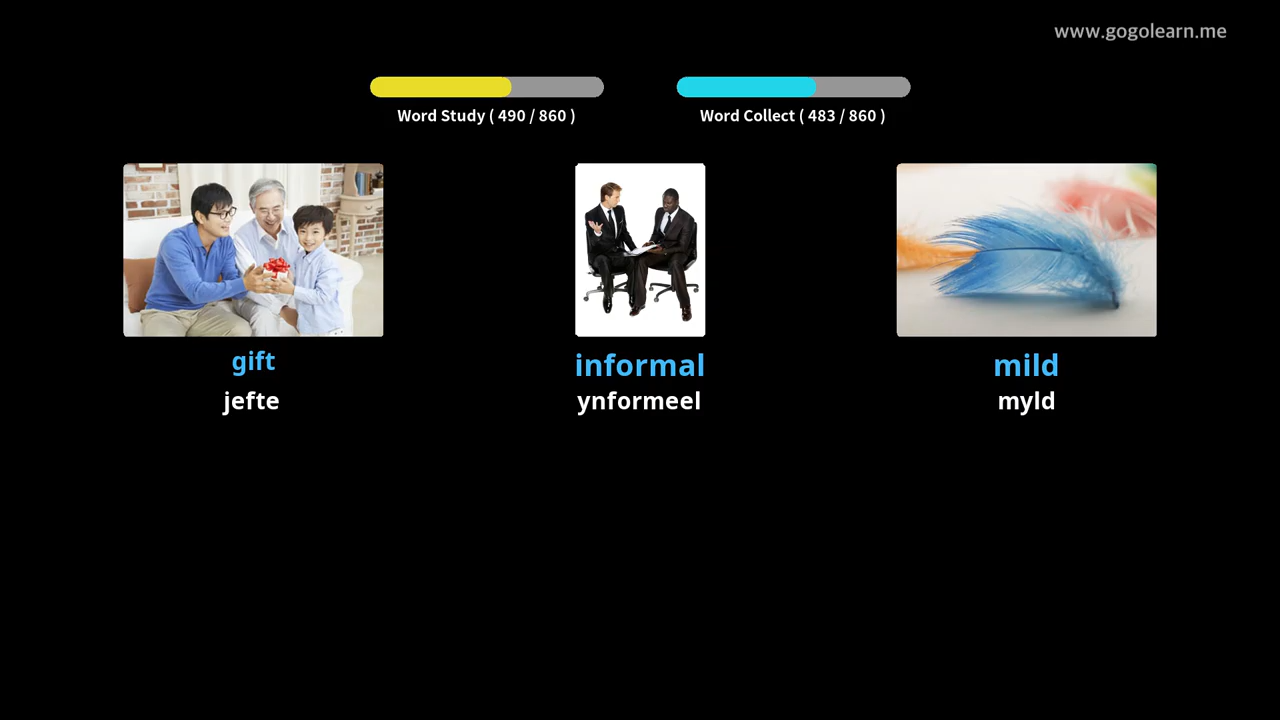 www.gogolearn.me
Word Study ( 490 / 860 )
Word Collect ( 483 / 860 )
gift
informal
mild
jefte
ynformeel
myld